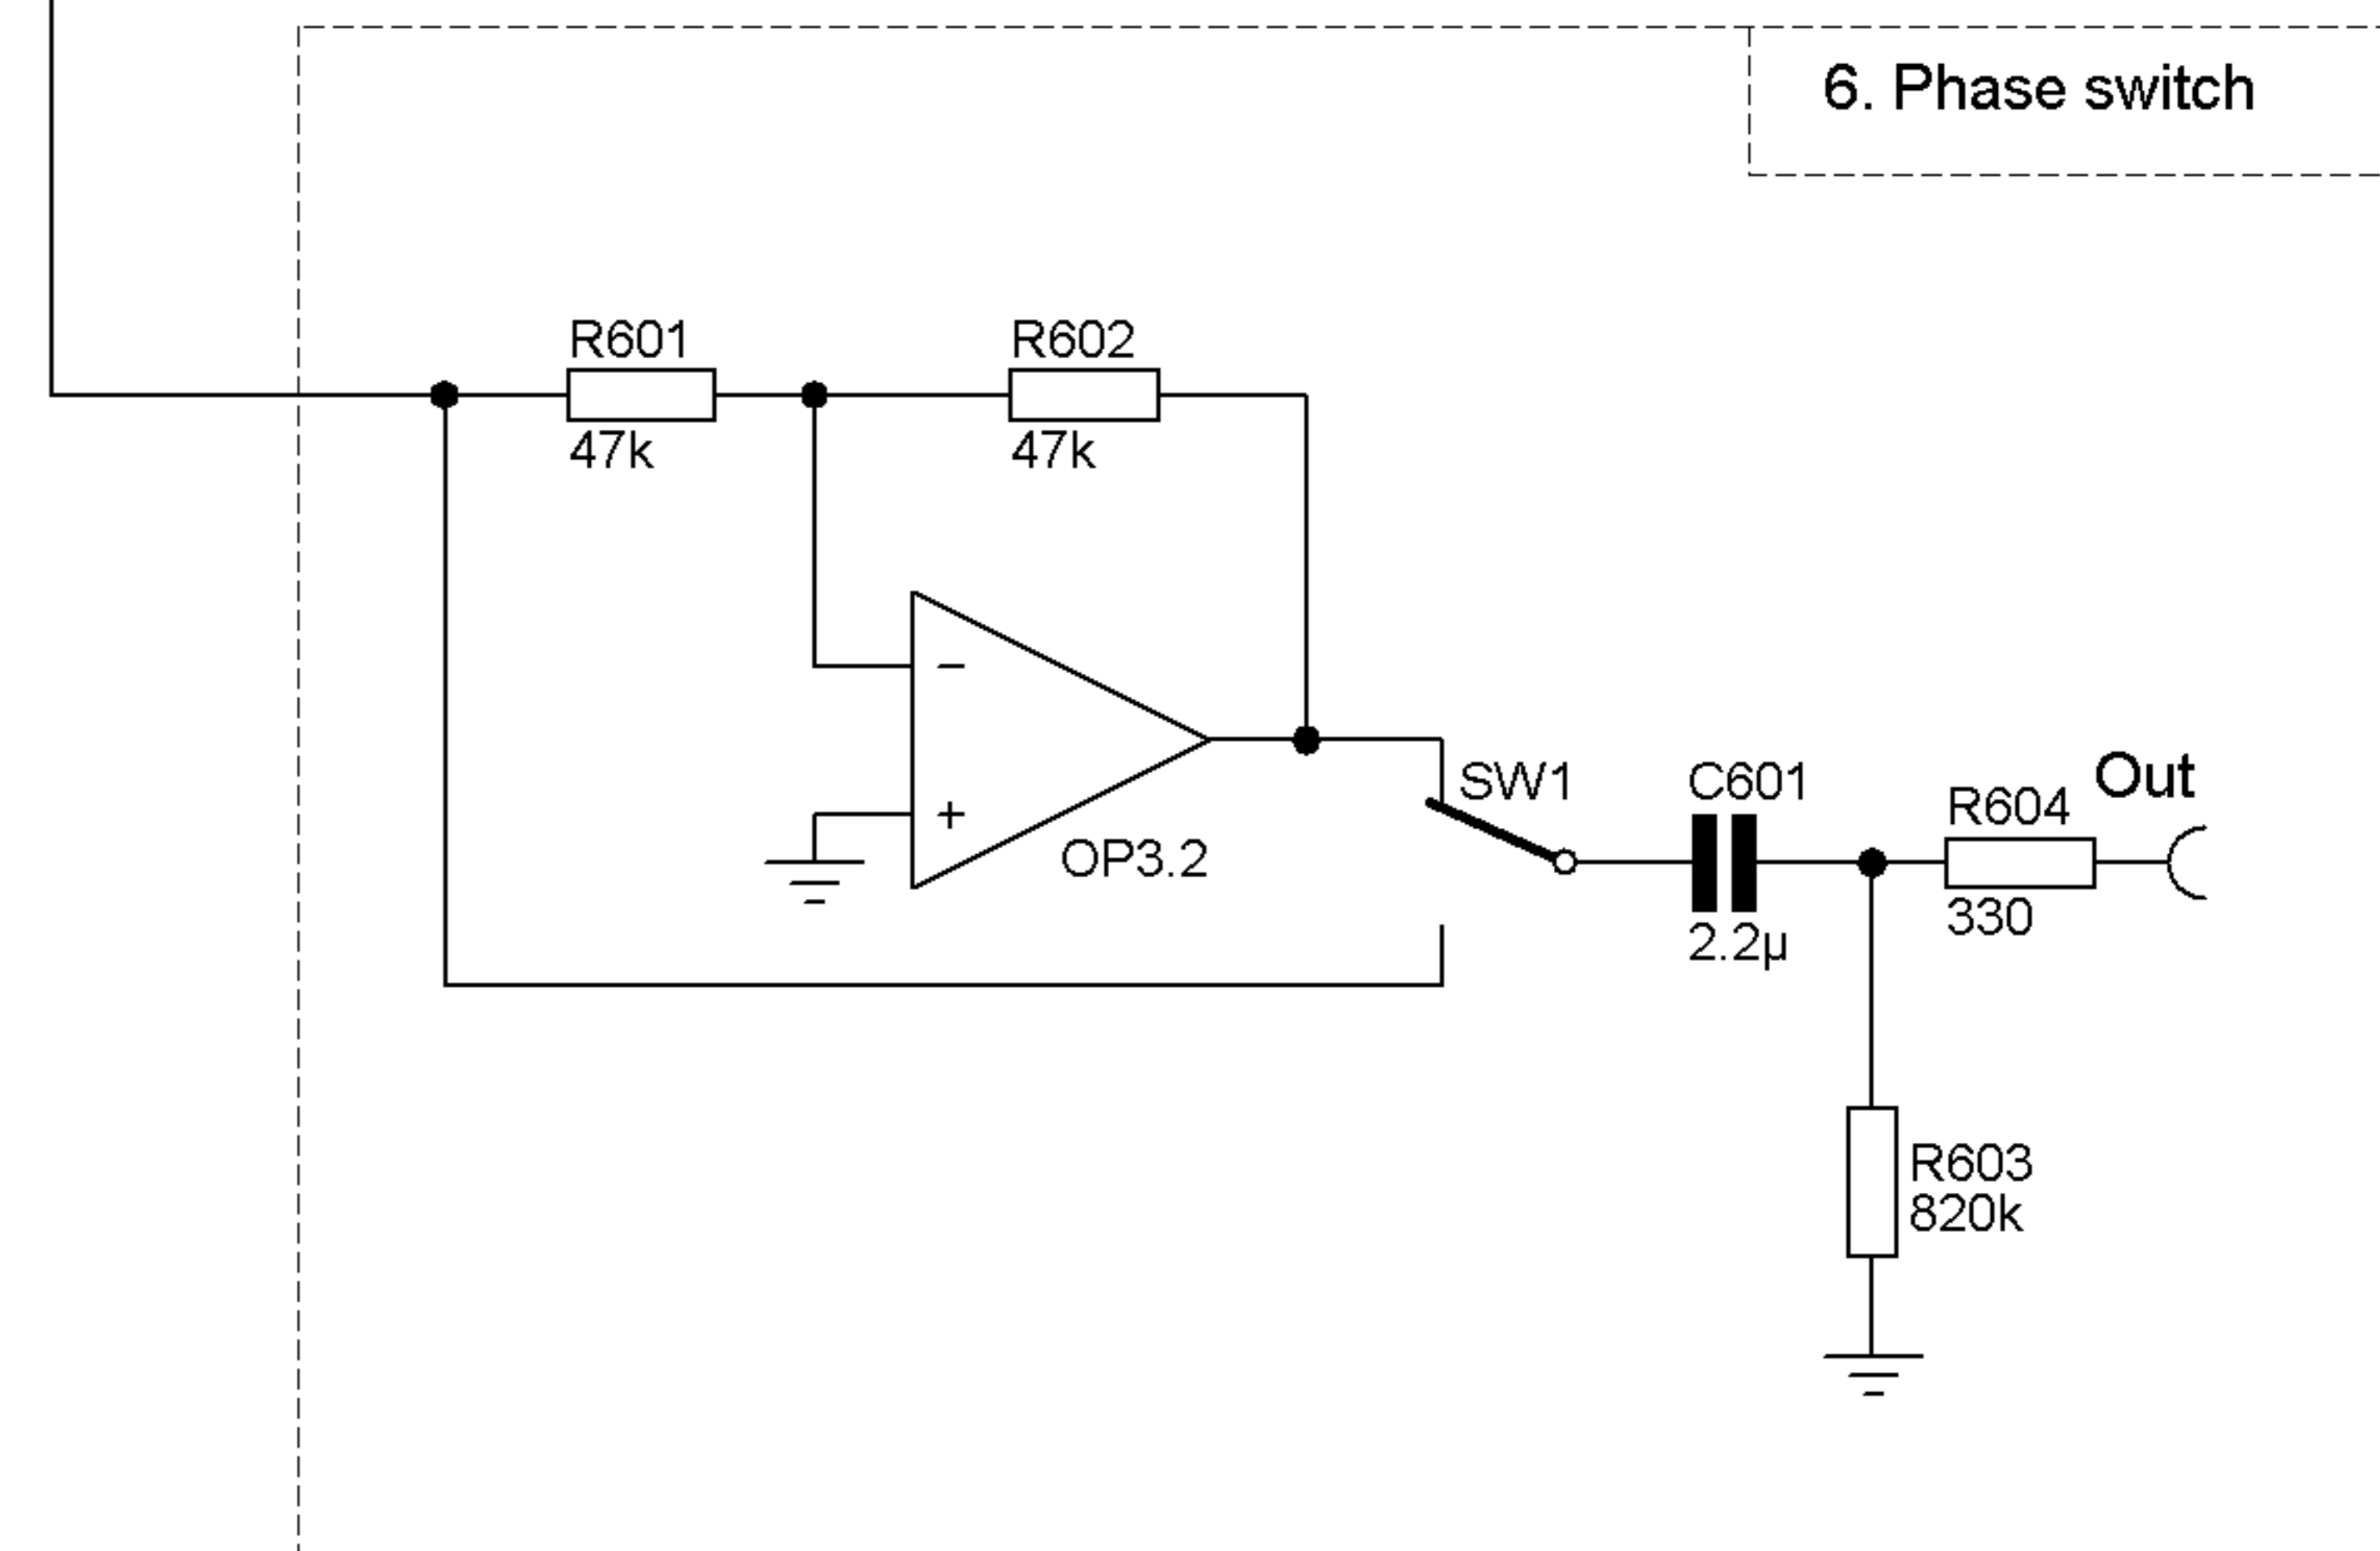 6. Phase switch
R601
47k
R602
47k
−
+
OP3.2
SW1
C601
2.2µ
R604
330
Out
R603
820k